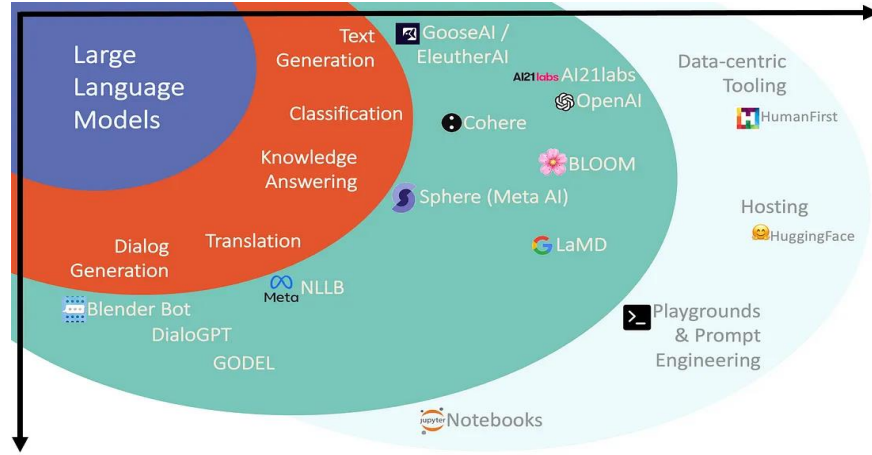 Large
Language
Models
Text
Generation
Classification
Knowledge
Answering
Translation
Dialog
Generation
GooseAI /
EleutherAI
AI21labs AI21labs
OpenAI
Cohere
BLOOM
Sphere (Meta AI)
LaMD
Meta NLLB
Blender Bot
DialoGPT
GODEL
Data-centric
Tooling
HumanFirst
Hosting
HuggingFace
Playgrounds
& Prompt
Engineering
jupyter Notebooks